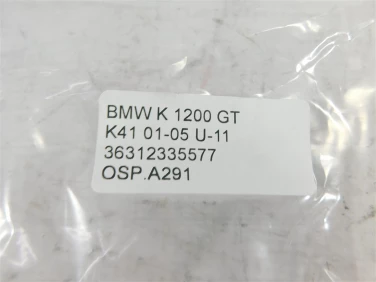 BMW K 1200 GT
K41 01-05 U-11
36312335577
OSP.A291